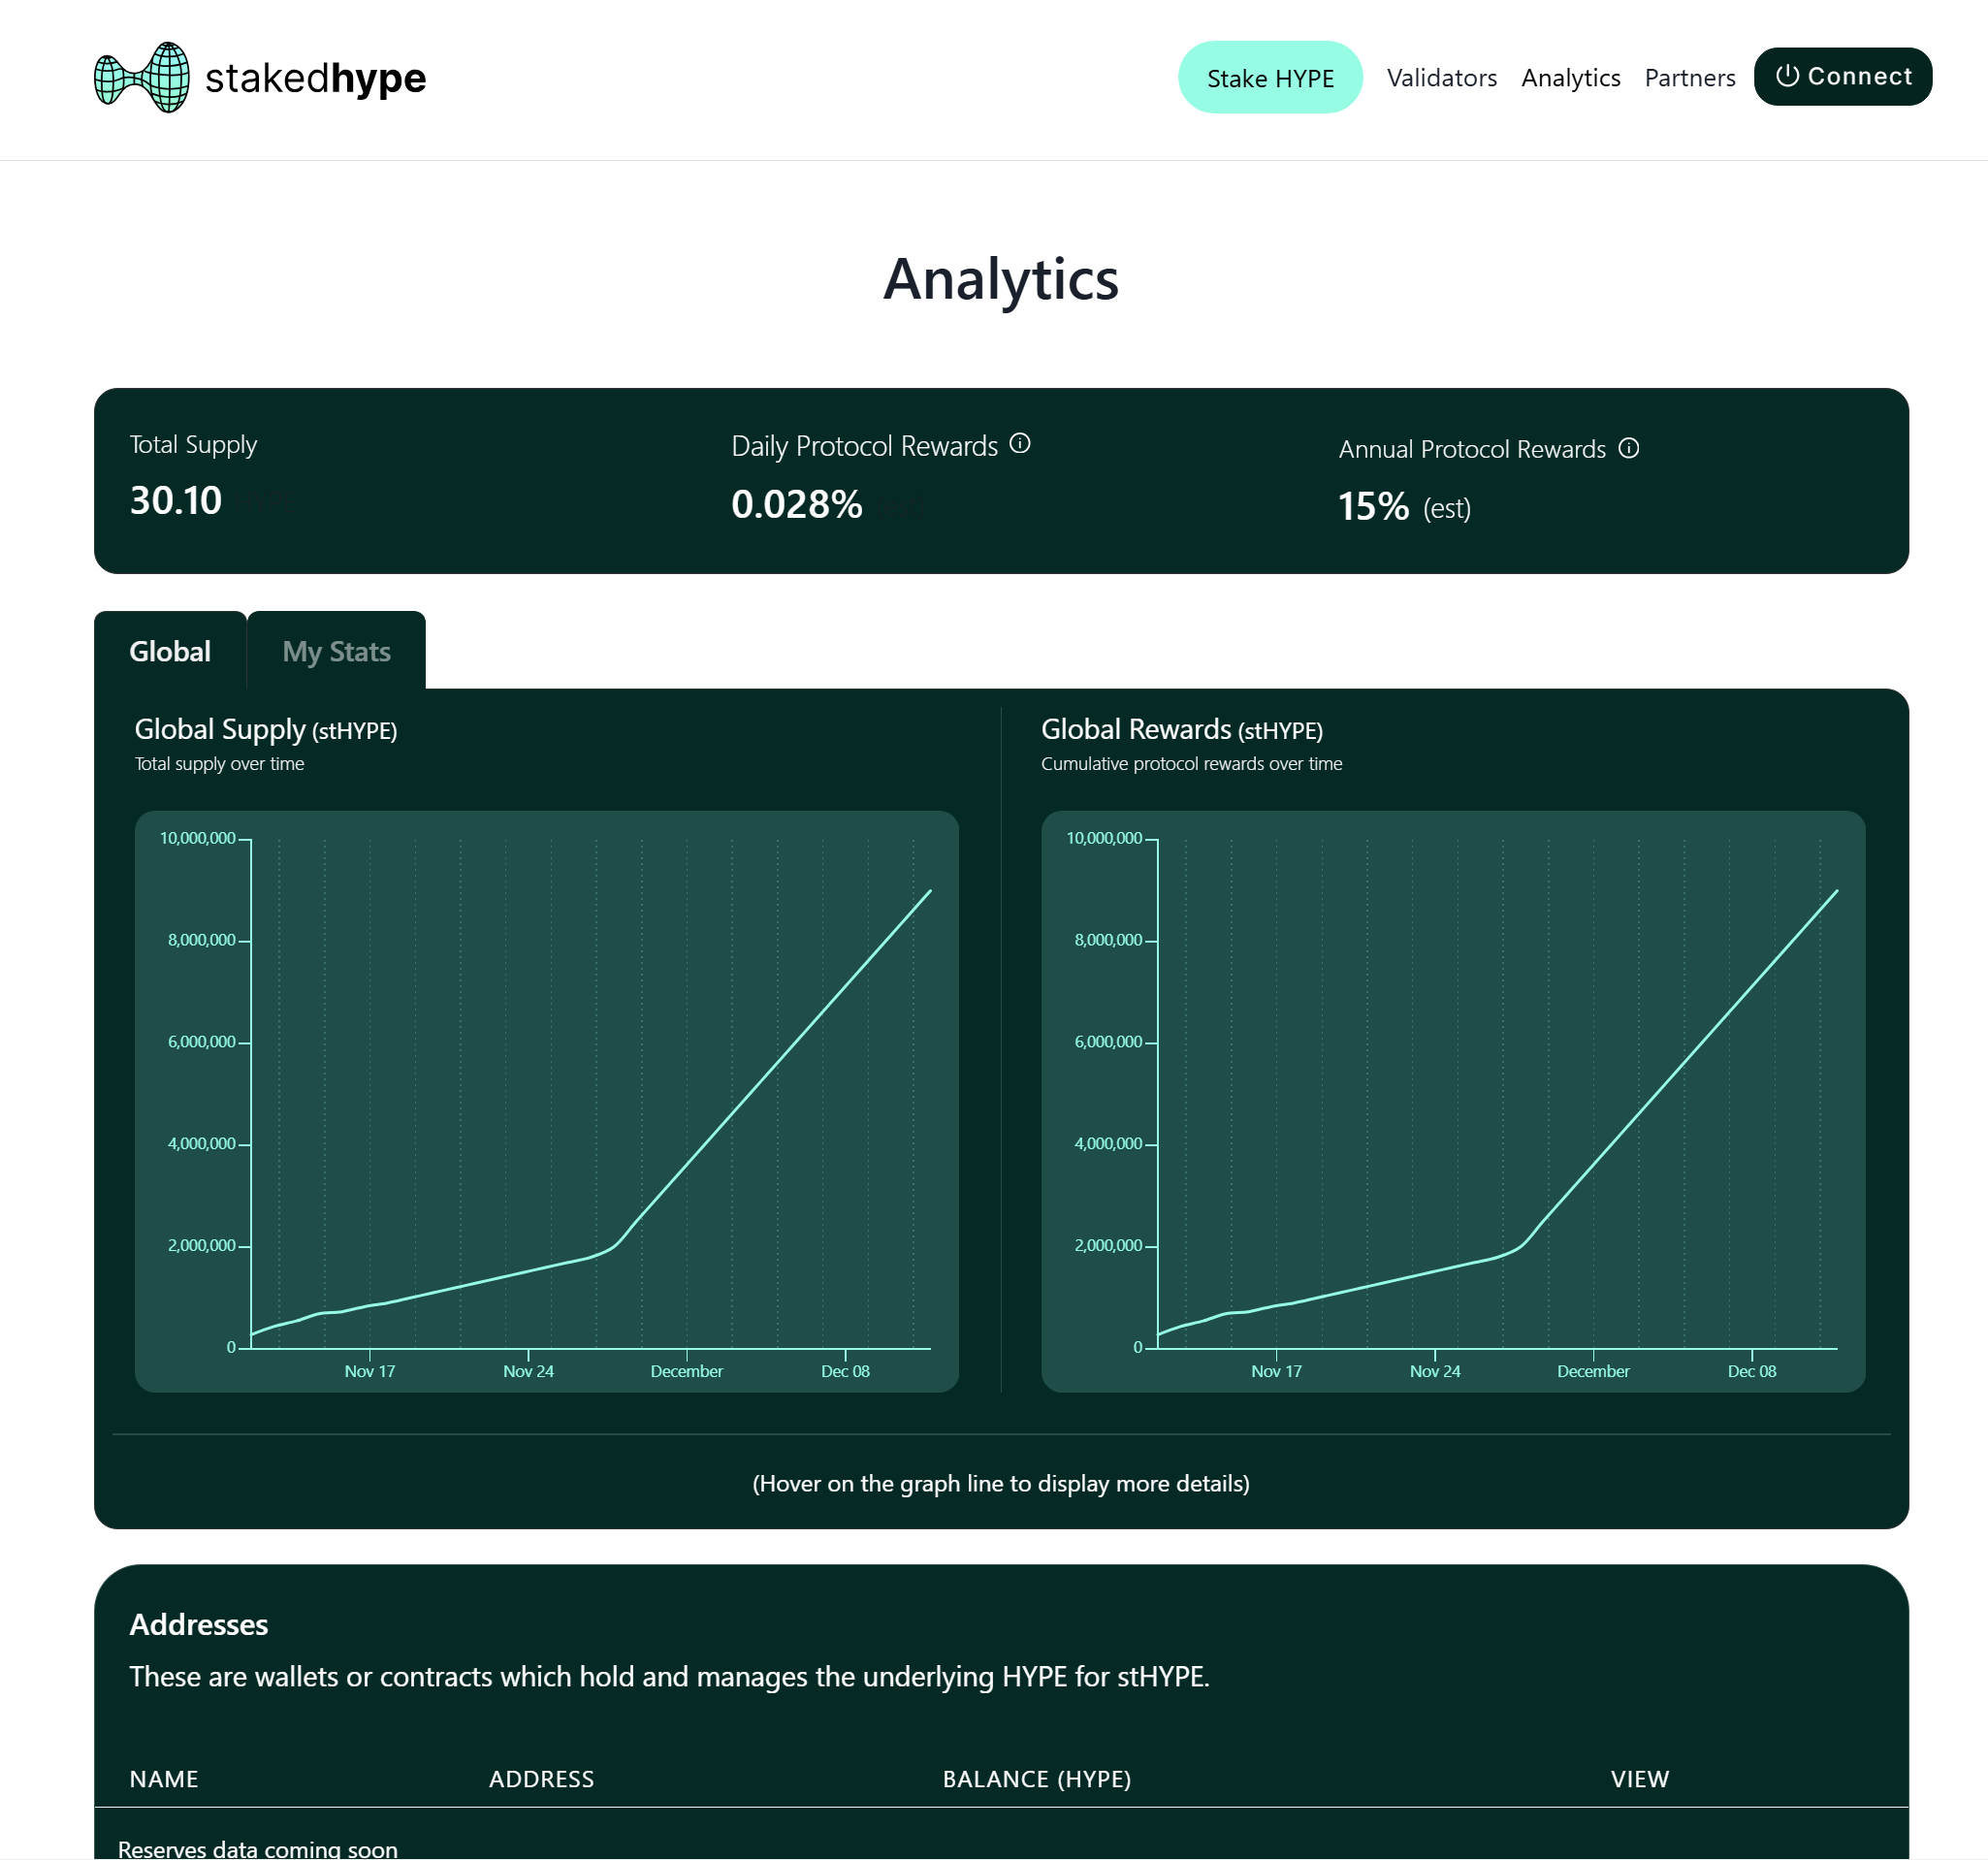 stakedhype
Stake HYPE
Validators
Analytics
Partners
Connect
Analytics
Total Supply
30.10
Daily Protocol Rewards
0.028%
Annual Protocol Rewards
15% (est)
Global
My Stats
Global Supply (stHYPE)
Total supply over time
10,000,000
8,000,000
6,000,000
4,000,000
2,000,000
0
Nov 17
Nov 24
December
Dec 08
Global Rewards (stHYPE)
Cumulative protocol rewards over time
10,000,000
8,000,000
6,000,000
4,000,000
2,000,000
0
Nov 17
Nov 24
December
Dec 08
(Hover on the graph line to display more details)
Addresses
These are wallets or contracts which hold and manages the underlying HYPE for stHYPE.
NAME
ADDRESS
BALANCE (HYPE)
VIEW
Reserves data coming soon